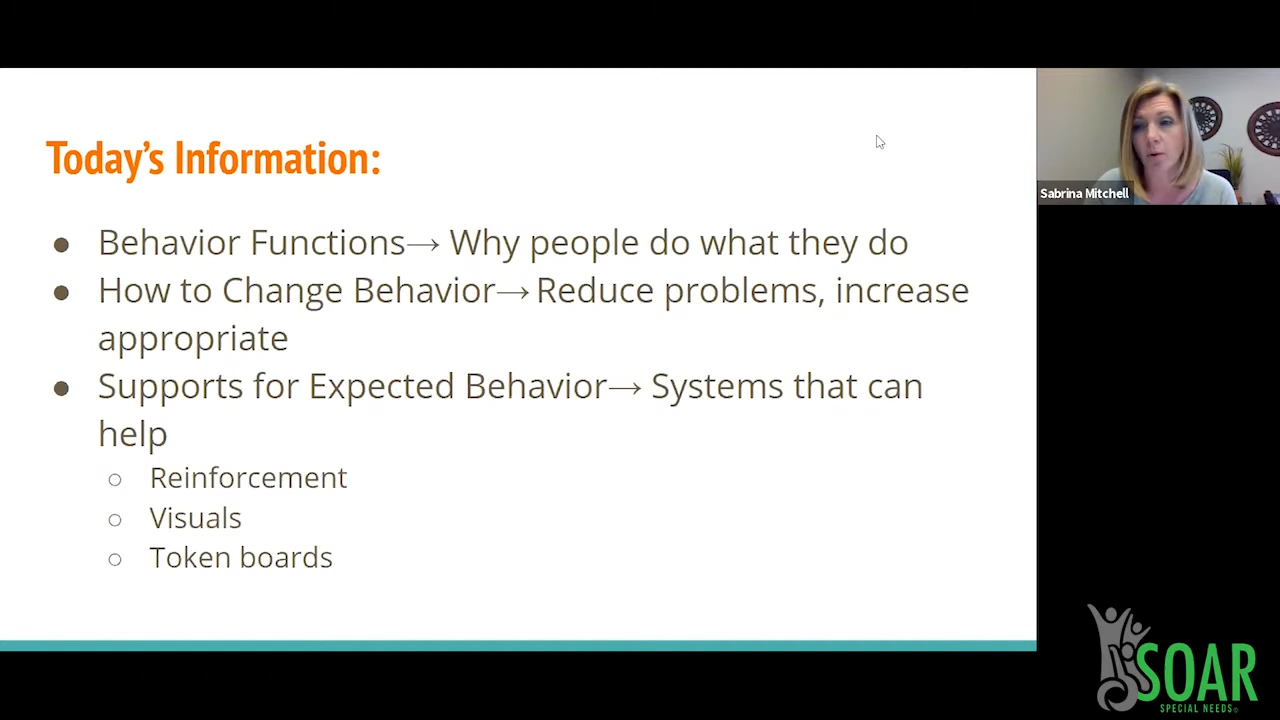 Today's Information:
● Behavior Functions→ Why people do what they do
● How to Change Behavior→ Reduce problems, increase
appropriate
● Supports for Expected Behavior→ Systems that can
help
○ Reinforcement
○ Visuals
○ Token boards
Sabrina Mitchell
SOAR
SPECIAL NEEDS